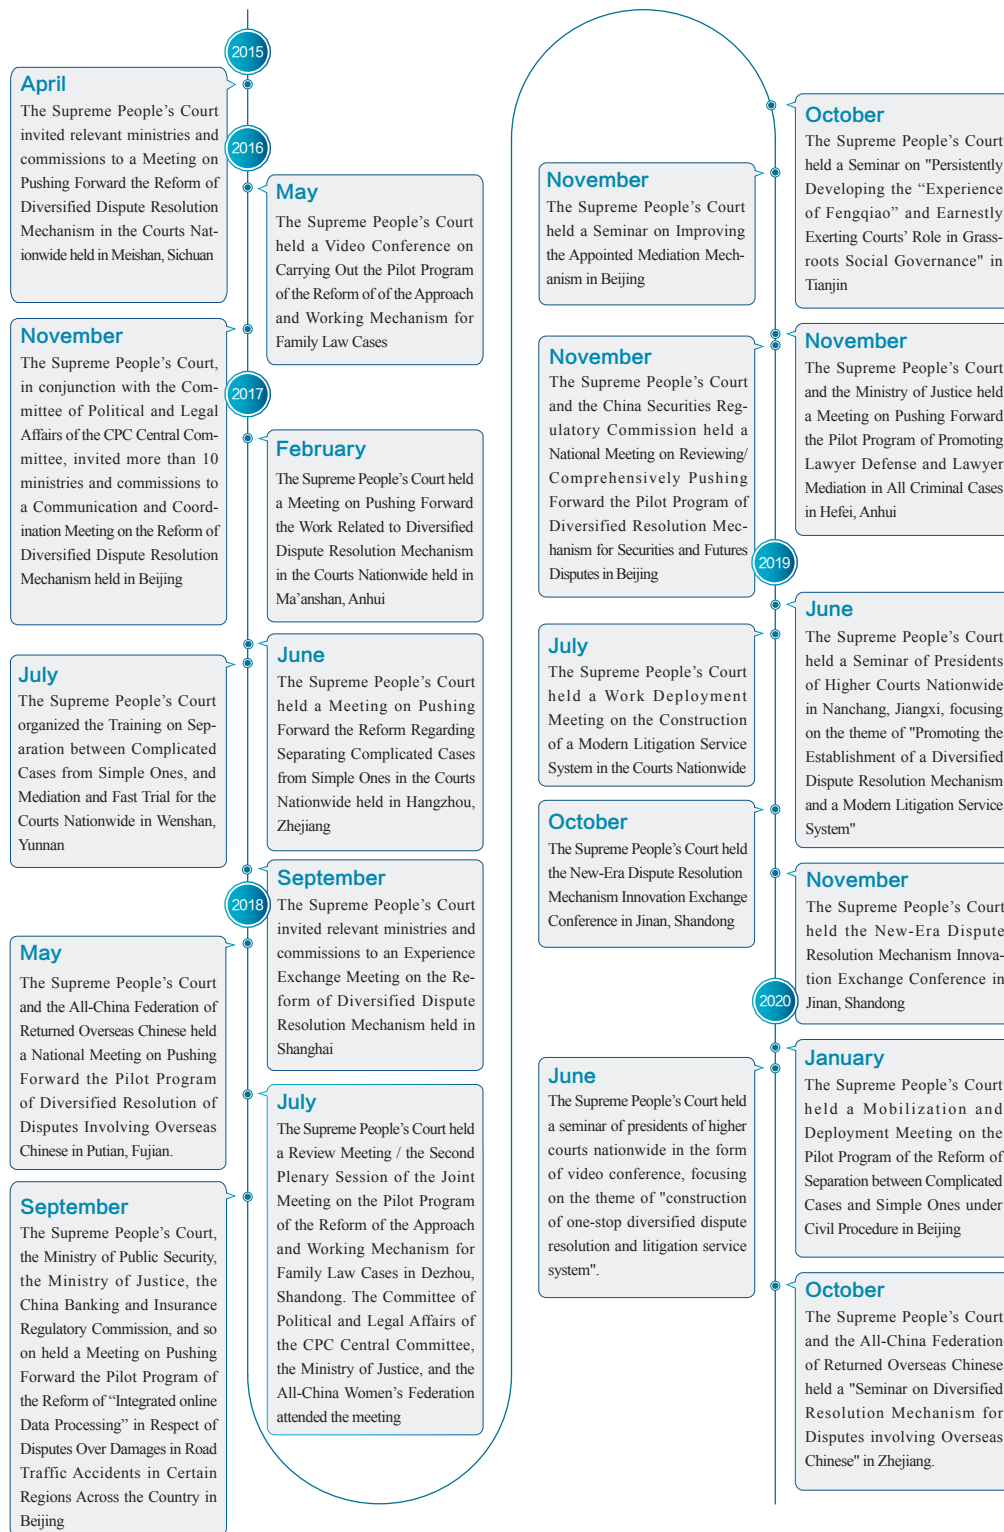 2015
April
The Supreme People's Court
invited relevant ministries and
commissions to a Meeting on
Pushing Forward the Reform of
Diversified Dispute Resolution
Mechanism in the Courts Nat-
ionwide held in Meishan, Sichuan
2016
May
The Supreme People's Court
held a Video Conference on
Carrying Out the Pilot Program
of the Reform of of the Approach
and Working Mechanism for
Family Law Cases
November
The Supreme People's Court,
in conjunction with the Com-
mittee of Political and Legal
Affairs of the CPC Central Com-
mittee, invited more than 10
ministries and commissions to
a Communication and Coord-
ination Meeting on the Reform of
Diversified Dispute Resolution
Mechanism held in Beijing
2017
February
The Supreme People's Court held
a Meeting on Pushing Forward
the Work Related to Diversified
Dispute Resolution Mechanism
in the Courts Nationwide held in
Ma'anshan, Anhui
June
The Supreme People's Court
held a Meeting on Pushing
Forward the Reform Regarding
Separating Complicated Cases
from Simple Ones in the Courts
Nationwide held in Hangzhou,
Zhejiang
July
The Supreme People's Court
organized the Training on Sep-
aration between Complicated
Cases from Simple Ones, and
Mediation and Fast Trial for the
Courts Nationwide in Wenshan,
Yunnan
September
The Supreme People's Court
invited relevant ministries and
commissions to an Experience
Exchange Meeting on the Re-
form of Diversified Dispute
Resolution Mechanism held in
Shanghai
2018
May
The Supreme People's Court
and the All-China Federation of
Returned Overseas Chinese held
a National Meeting on Pushing
Forward the Pilot Program
of Diversified Resolution of
Disputes Involving Overseas
Chinese in Putian, Fujian.
July
The Supreme People's Court held
a Review Meeting / the Second
Plenary Session of the Joint
Meeting on the Pilot Program
of the Reform of the Approach
and Working Mechanism for
Family Law Cases in Dezhou,
Shandong. The Committee of
Political and Legal Affairs of
the CPC Central Committee,
the Ministry of Justice, and the
All-China Women's Federation
attended the meeting
September
The Supreme People's Court,
the Ministry of Public Security,
the Ministry of Justice, the
China Banking and Insurance
Regulatory Commission, and so
on held a Meeting on Pushing
Forward the Pilot Program of
the Reform of “Integrated online
Data Processing” in Respect of
Disputes Over Damages in Road
Traffic Accidents in Certain
Regions Across the Country in
Beijing
October
The Supreme People's Court
held a Seminar on "Persistently
Developing the “Experience
of Fengqiao” and Earnestly
Exerting Courts' Role in Grass-
roots Social Governance" in
Tianjin
November
The Supreme People's Court
held a Seminar on Improving
the Appointed Mediation Mech-
anism in Beijing
November
The Supreme People's Court
and the Ministry of Justice held
a Meeting on Pushing Forward
the Pilot Program of Promoting
Lawyer Defense and Lawyer
Mediation in All Criminal Cases
in Hefei, Anhui
November
The Supreme People's Court
and the China Securities Reg-
ulatory Commission held a
National Meeting on Reviewing/
Comprehensively Pushing
Forward the Pilot Program of
Diversified Resolution Mec-
hanism for Securities and Futures
Disputes in Beijing
2019
June
The Supreme People's Court
held a Seminar of Presidents
of Higher Courts Nationwide
in Nanchang, Jiangxi, focusing
on the theme of "Promoting the
Establishment of a Diversified
Dispute Resolution Mechanism
and a Modern Litigation Service
System"
July
The Supreme People's Court
held a Work Deployment
Meeting on the Construction
of a Modern Litigation Service
System in the Courts Nationwide
October
The Supreme People's Court held
the New-Era Dispute Resolution
Mechanism Innovation Exchange
Conference in Jinan, Shandong
November
The Supreme People's Court
held the New-Era Dispute
Resolution Mechanism Innova-
tion Exchange Conference in
Jinan, Shandong
2020
January
The Supreme People's Court
held a Mobilization and
Deployment Meeting on the
Pilot Program of the Reform of
Separation between Complicated
Cases and Simple Ones under
Civil Procedure in Beijing
June
The Supreme People's Court held
a seminar of presidents of higher
courts nationwide in the form
of video conference, focusing
on the theme of "construction
of one-stop diversified dispute
resolution and litigation service
system".
October
The Supreme People's Court
and the All-China Federation
of Returned Overseas Chinese
held a "Seminar on Diversified
Resolution Mechanism for
Disputes involving Overseas
Chinese" in Zhejiang.